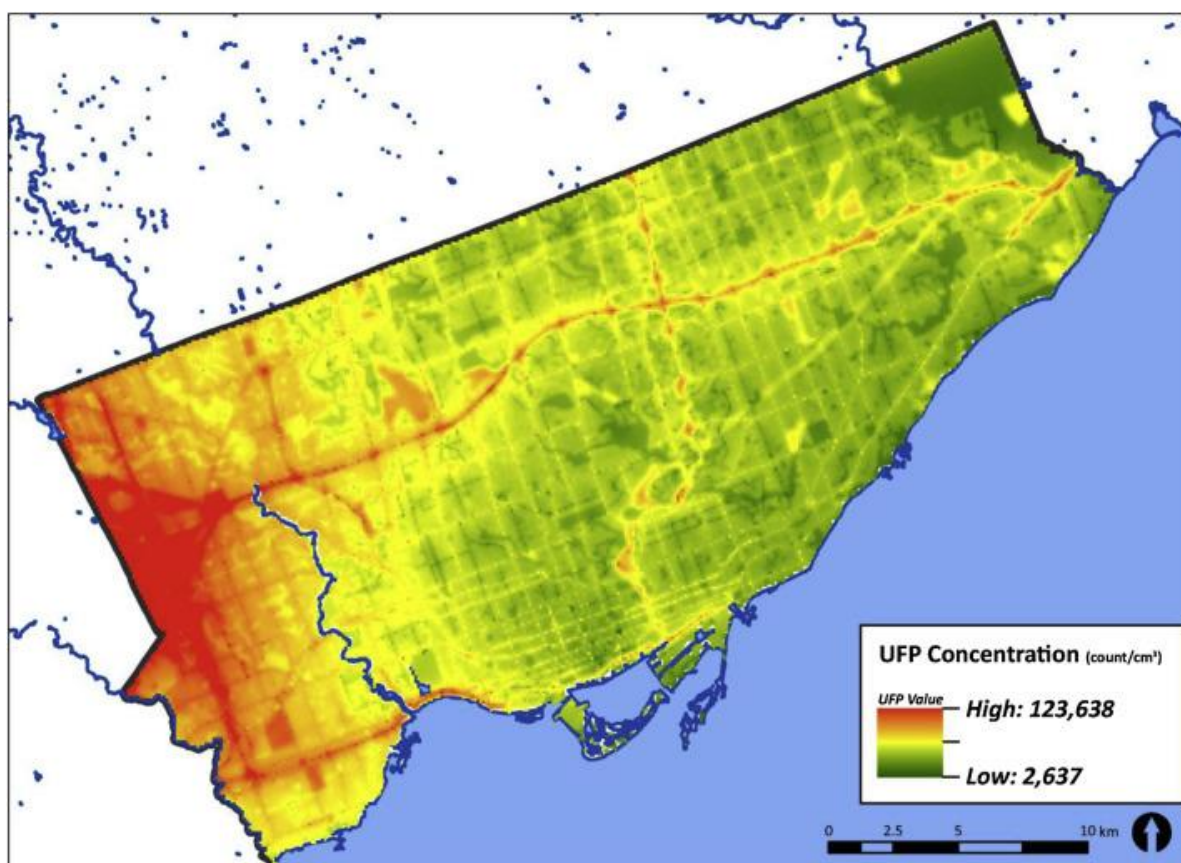 UFP Concentration (count/cm³)
UFP Value
High: 123,638
Low: 2,637
0 2.5 5 10 km